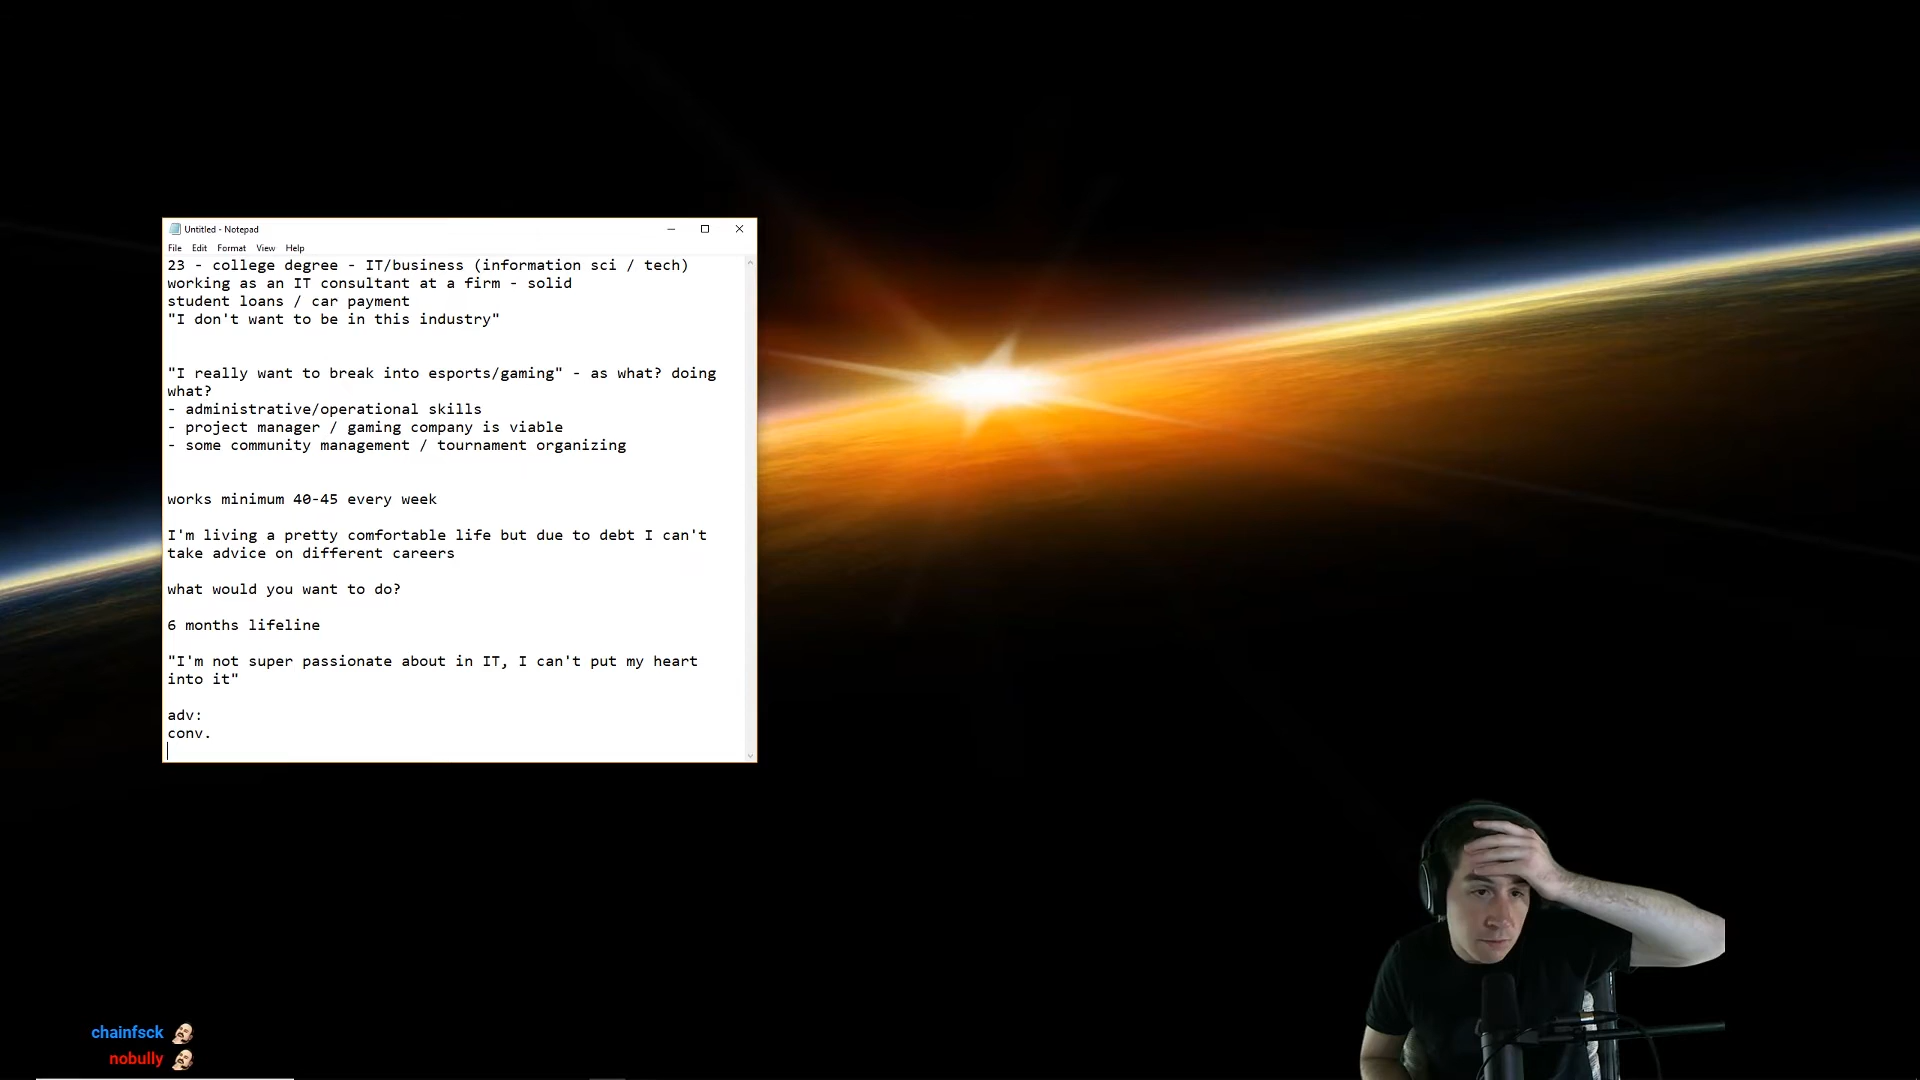 Untitled - Notepad
File Edit Format View Help
23 - college degree - IT/business (information sci / tech)
working as an IT consultant at a firm - solid
student loans / car payment
"I don't want to be in this industry"
"I really want to break into esports/gaming" - as what? doing
what?
- administrative/operational skills
- project manager / gaming company is viable
- some community management / tournament organizing
works minimum 40-45 every week
I'm living a pretty comfortable life but due to debt I can't
take advice on different careers
what would you want to do?
6 months lifeline
"I'm not super passionate about in IT, I can't put my heart
into it"
adv:
conv.
chainfsck
nobully